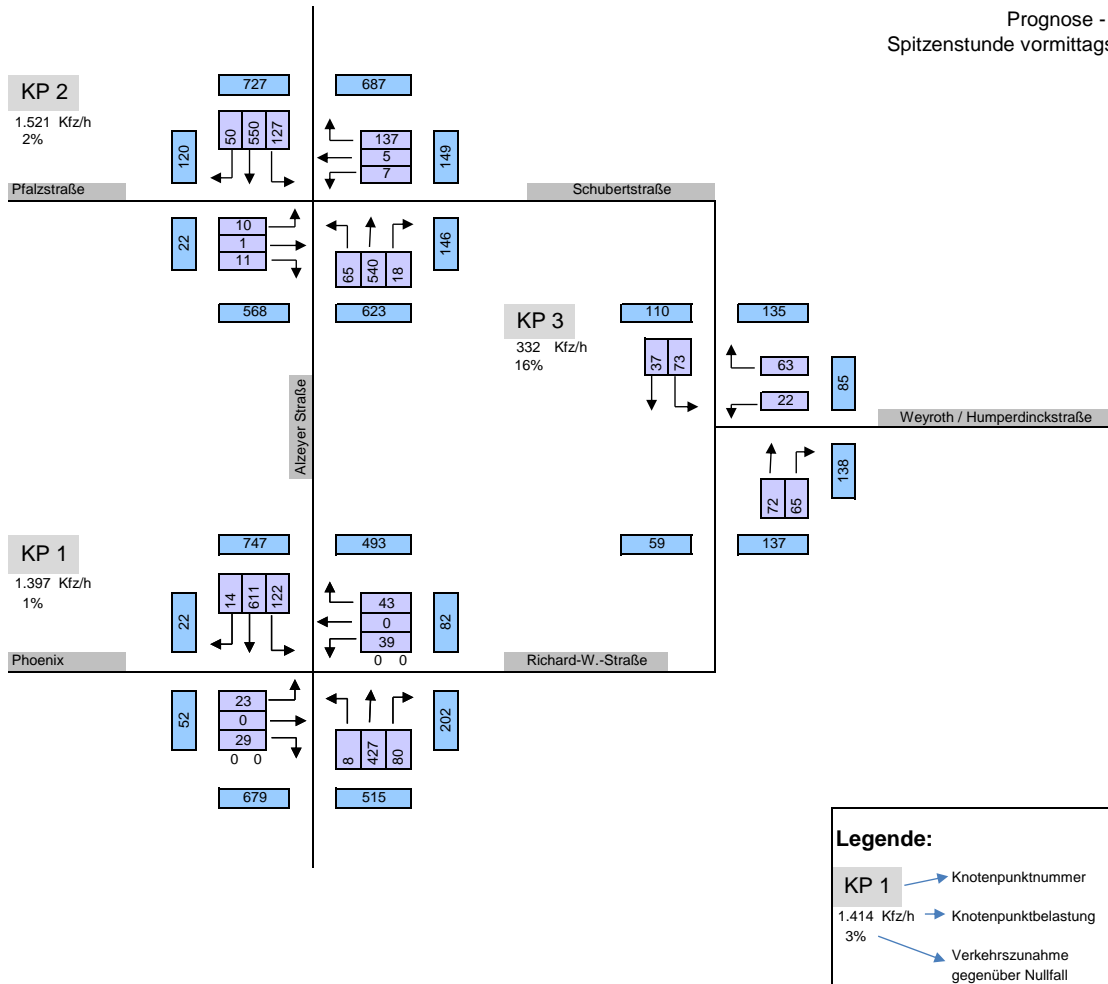 Prognose -
Spitzenstunde vormittags
KP 2
1.521 Kfz/h
2%
727
687
50 550 127
137
5
7
120
149
Pfalzstraße
Schubertstraße
22
10
1
11
65 540 18
146
568
623
KP 3
332 Kfz/h
16%
110
135
37 73
63
22
85
Alzeyer Straße
Weyroth / Humperdinckstraße
72 65
138
59
137
KP 1
1.397 Kfz/h
1%
747
493
14 611 122
43
0
39
0 0
22
82
Phoenix
Richard-W.-Straße
52
23
0
29
0 0
8 427 80
202
679
515
Legende:
KP 1
Knotenpunktnummer
1.414 Kfz/h
Knotenpunktbelastung
3%
Verkehrszunahme
gegenüber Nullfall